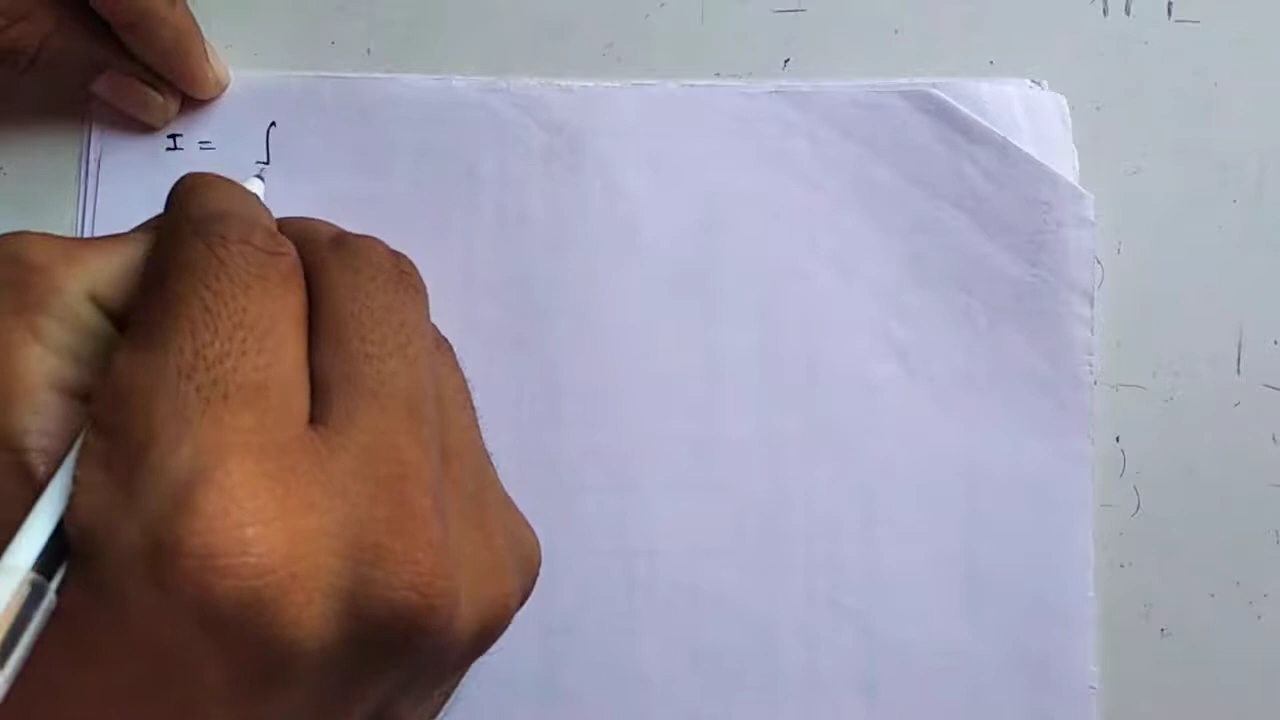 I = ∫